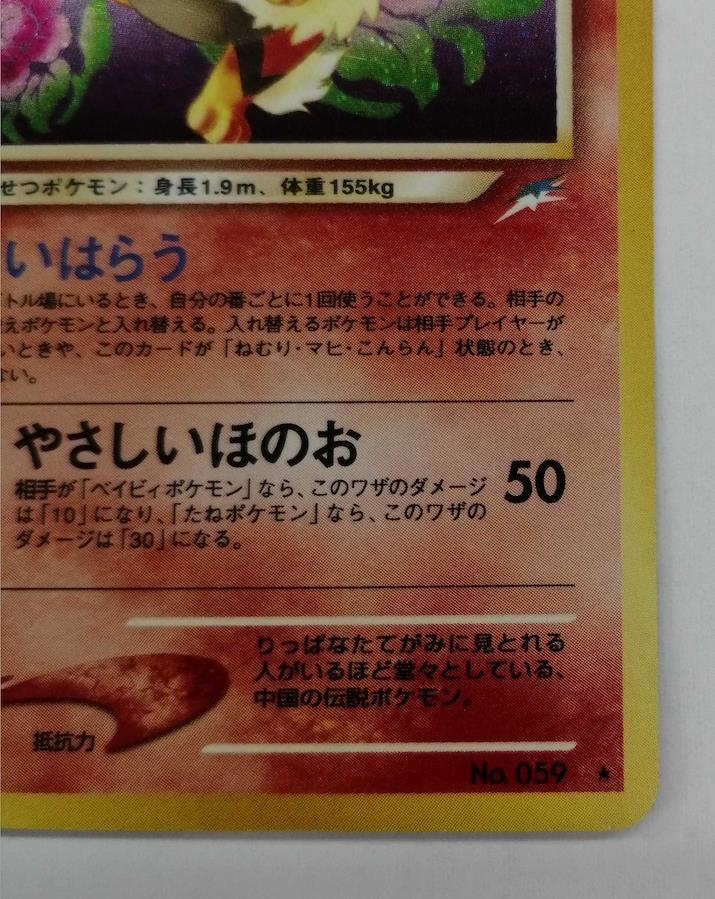 せつポケモン：身長1.9m、体重155kg
いはらう
トル場にいるとき、自分の番ごとに1回使うことができる。相手の
えポケモンと入れ替える。入れ替えるポケモンは相手プレイヤーが
いときや、このカードが「ねむり・マヒ・こんらん」状態のとき、
ない。
やさしいほのお
50
相手が「ベイビィポケモン」なら、このワザのダメージ
は「10」になり、「たねポケモン」なら、このワザの
ダメージは「30」になる。
りっぱなたてがみに見とれる
人がいるほど堂々としている、
中国の伝説ポケモン。
抵抗力
No. 059 ★